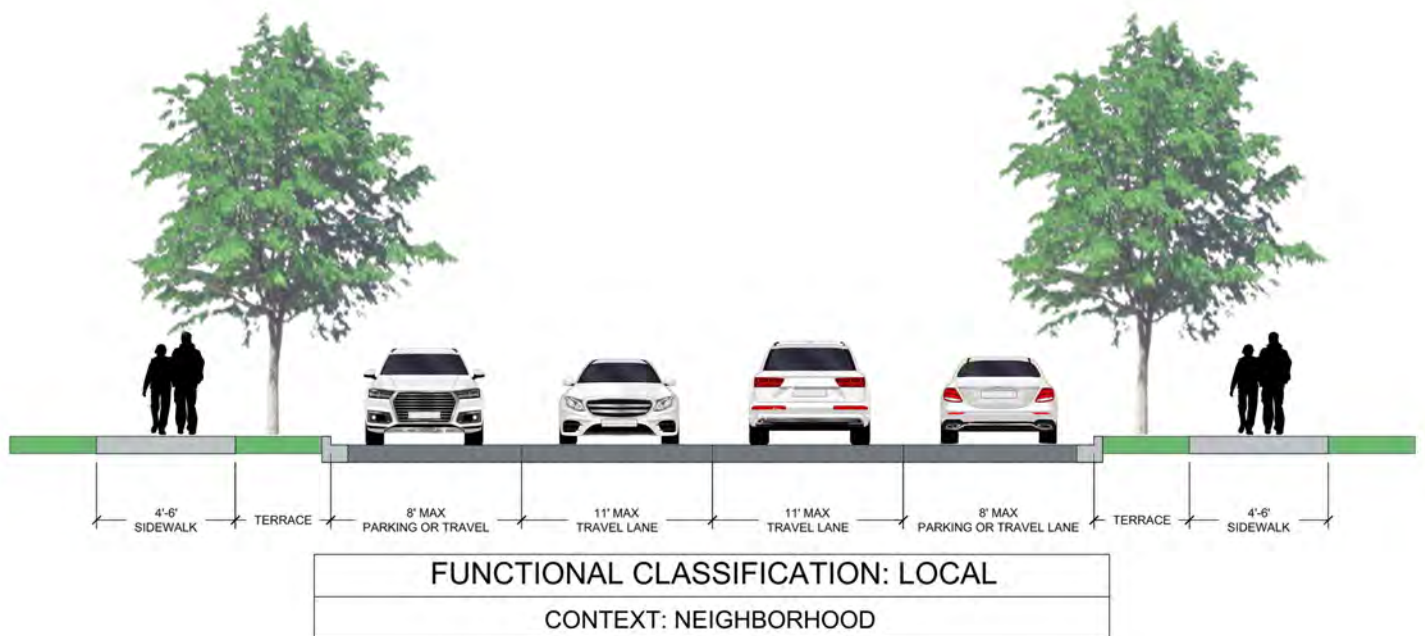 4'-6'
SIDEWALK
TERRACE
8' MAX
PARKING OR TRAVEL
11' MAX
TRAVEL LANE
11' MAX
TRAVEL LANE
8' MAX
PARKING OR TRAVEL LANE
TERRACE
4'-6'
SIDEWALK
FUNCTIONAL CLASSIFICATION: LOCAL
CONTEXT: NEIGHBORHOOD